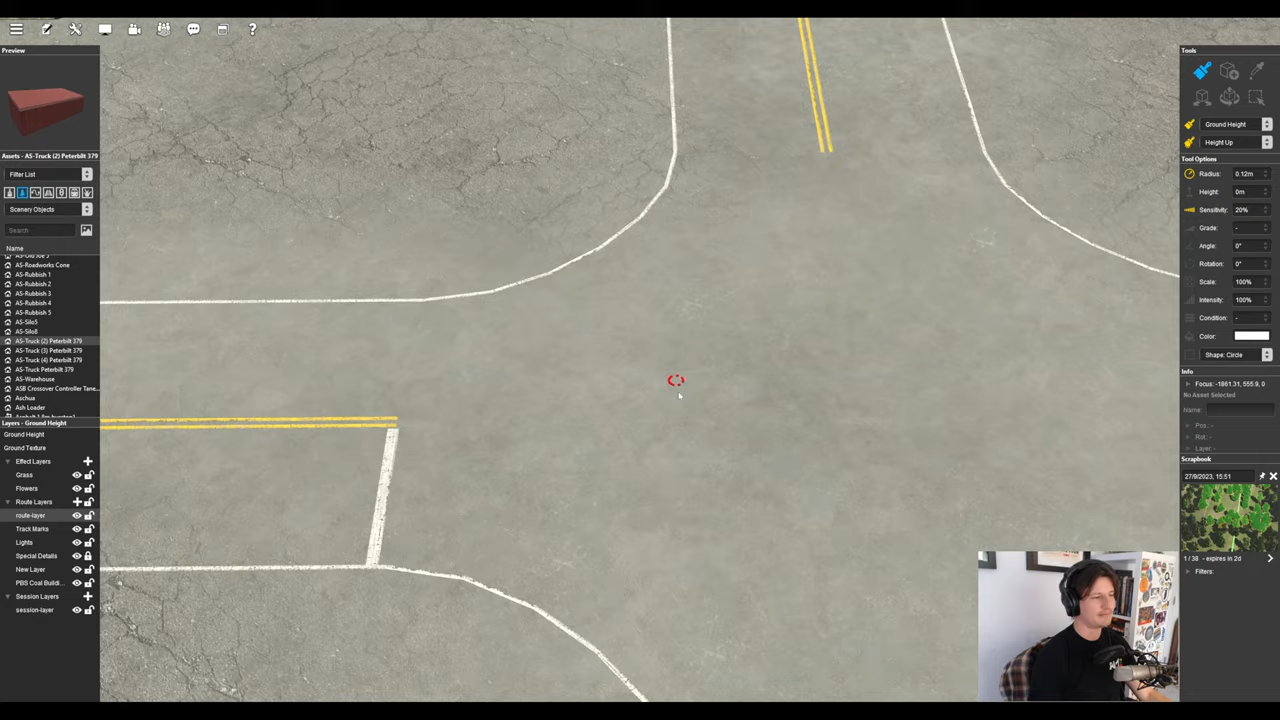 Preview
Assets - AS-Truck (2) Peterbilt 379
Filter List
Scenery Objects
Search
Name
AS-Roadworks Cone
AS-Rubbish 1
AS-Rubbish 2
AS-Rubbish 3
AS-Rubbish 4
AS-Rubbish 5
AS-Silo5
AS-Silo8
AS-Truck (2) Peterbilt 379
AS-Truck (3) Peterbilt 379
AS-Truck (4) Peterbilt 379
AS-Truck Peterbilt 379
AS-Warehouse
ASB Crossover Controller Tane...
Aschua
Ash Loader
Layers - Ground Height
Ground Height
Ground Texture
Effect Layers
Grass
Flowers
Route Layers
route-layer
Track Marks
Lights
Special Details
New Layer
PBS Coal Buildi...
Session Layers
session-layer
Tools
Ground Height
Height Up
Tool Options
Radius: 0.12m
Height: 0m
Sensitivity: 20%
Grade: -
Angle: 0°
Rotation: 0°
Scale: 100%
Intensity: 100%
Condition: -
Color:
Shape: Circle
Info
Focus: -1861.31, 555.9, 0
No Asset Selected
Name:
Pos.: -
Rot.: -
Layer: -
Scrapbook
27/9/2023, 15:51
1 / 38 - expires in 2d
Filters: